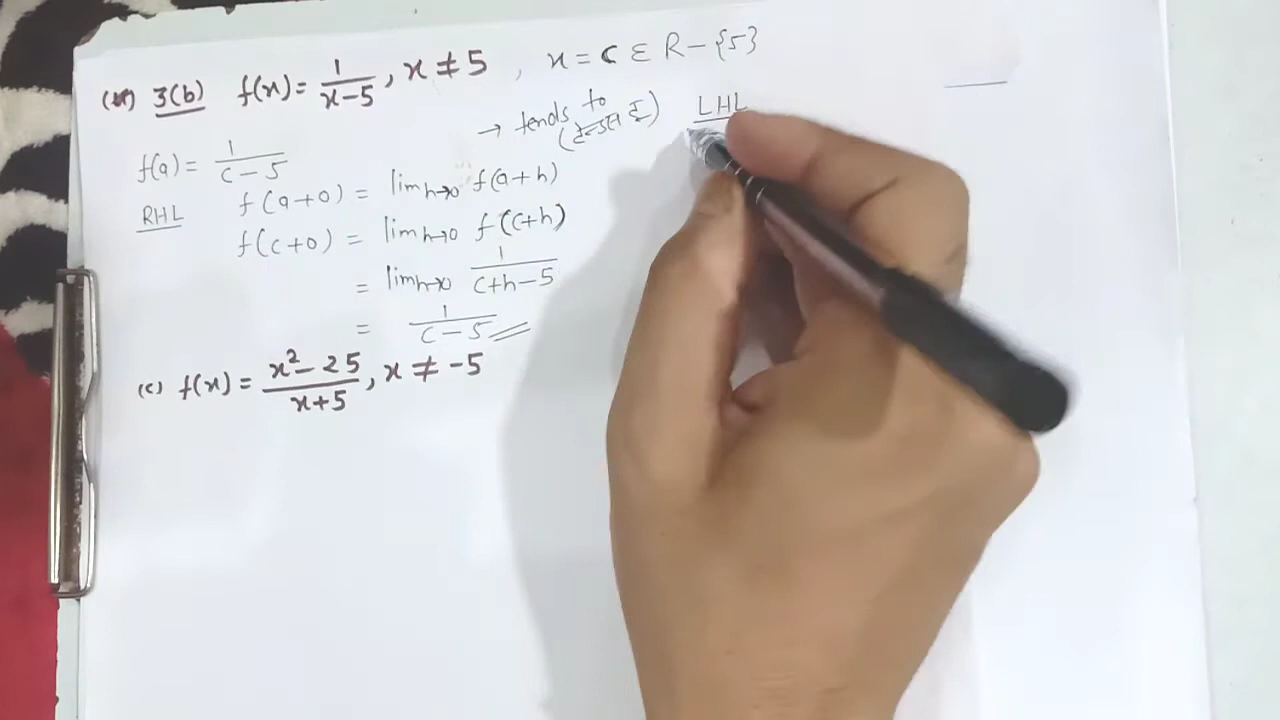 3(b) f(x) = 1/(x-5), x ≠ 5, x = c ε R - {5}
→ tends to
f(a) = 1/(c-5)
RHL f(a+0) = lim h→0 f(a+h)
f(c+0) = lim h→0 f(c+h)
= lim h→0 1/(c+h-5)
= 1/(c-5)
LHL
(c) f(x) = (x²-25)/(x+5), x ≠ -5